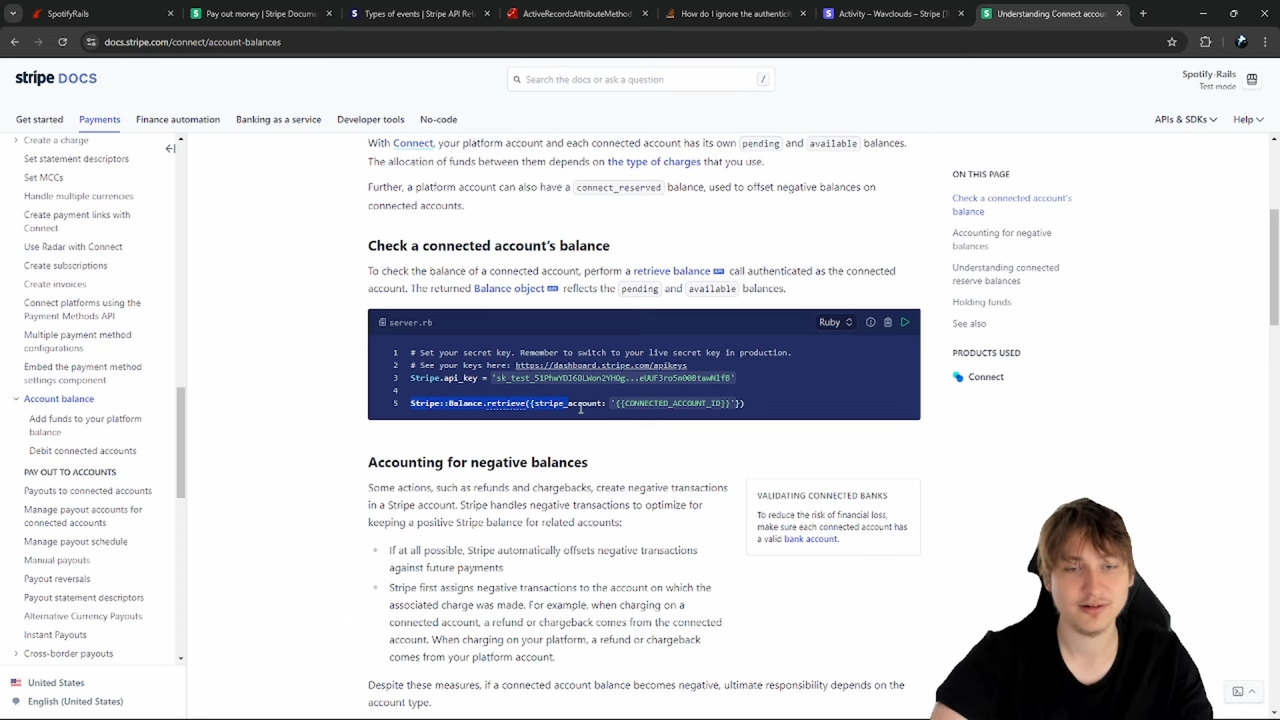 SpotifyRails
Pay out money | Stripe Docume
Types of events | Stripe API Re
ActiveRecord::AttributeMethod
How do I ignore the authenticit
Activity – Wavclouds – Stripe [T
Understanding Connect accou
docs.stripe.com/connect/account-balances
stripe DOCS
Search the docs or ask a question
/
Spotify-Rails
Test mode
Get started
Payments
Finance automation
Banking as a service
Developer tools
No-code
APIs & SDKs
Help
Create a charge
Set statement descriptors
Set MCCs
Handle multiple currencies
Create payment links with
Connect
Use Radar with Connect
Create subscriptions
Create invoices
Connect platforms using the
Payment Methods API
Multiple payment method
configurations
Embed the payment method
settings component
Account balance
Add funds to your platform
balance
Debit connected accounts
PAY OUT TO ACCOUNTS
Payouts to connected accounts
Manage payout accounts for
connected accounts
Manage payout schedule
Manual payouts
Payout reversals
Payout statement descriptors
Alternative Currency Payouts
Instant Payouts
Cross-border payouts
United States
English (United States)
With Connect, your platform account and each connected account has its own pending and available balances.
The allocation of funds between them depends on the type of charges that you use.
Further, a platform account can also have a connect_reserved balance, used to offset negative balances on
connected accounts.
Check a connected account's balance
To check the balance of a connected account, perform a retrieve balance API call authenticated as the connected
account. The returned Balance object API reflects the pending and available balances.
server.rb
Ruby
1 # Set your secret key. Remember to switch to your live secret key in production.
2 # See your keys here: https://dashboard.stripe.com/apikeys
3 Stripe.api_key =
4
5 Stripe::Balance.retrieve({stripe_account: '{{CONNECTED_ACCOUNT_ID}}'})
Accounting for negative balances
Some actions, such as refunds and chargebacks, create negative transactions
in a Stripe account. Stripe handles negative transactions to optimize for
keeping a positive Stripe balance for related accounts:
If at all possible, Stripe automatically offsets negative transactions
against future payments
Stripe first assigns negative transactions to the account on which the
associated charge was made. For example, when charging on a
connected account, a refund or chargeback comes from the connected
account. When charging on your platform, a refund or chargeback
comes from your platform account.
Despite these measures, if a connected account balance becomes negative, ultimate responsibility depends on the
account type.
VALIDATING CONNECTED BANKS
To reduce the risk of financial loss,
make sure each connected account has
a valid bank account.
ON THIS PAGE
Check a connected account's
balance
Accounting for negative
balances
Understanding connected
reserve balances
Holding funds
See also
PRODUCTS USED
Connect